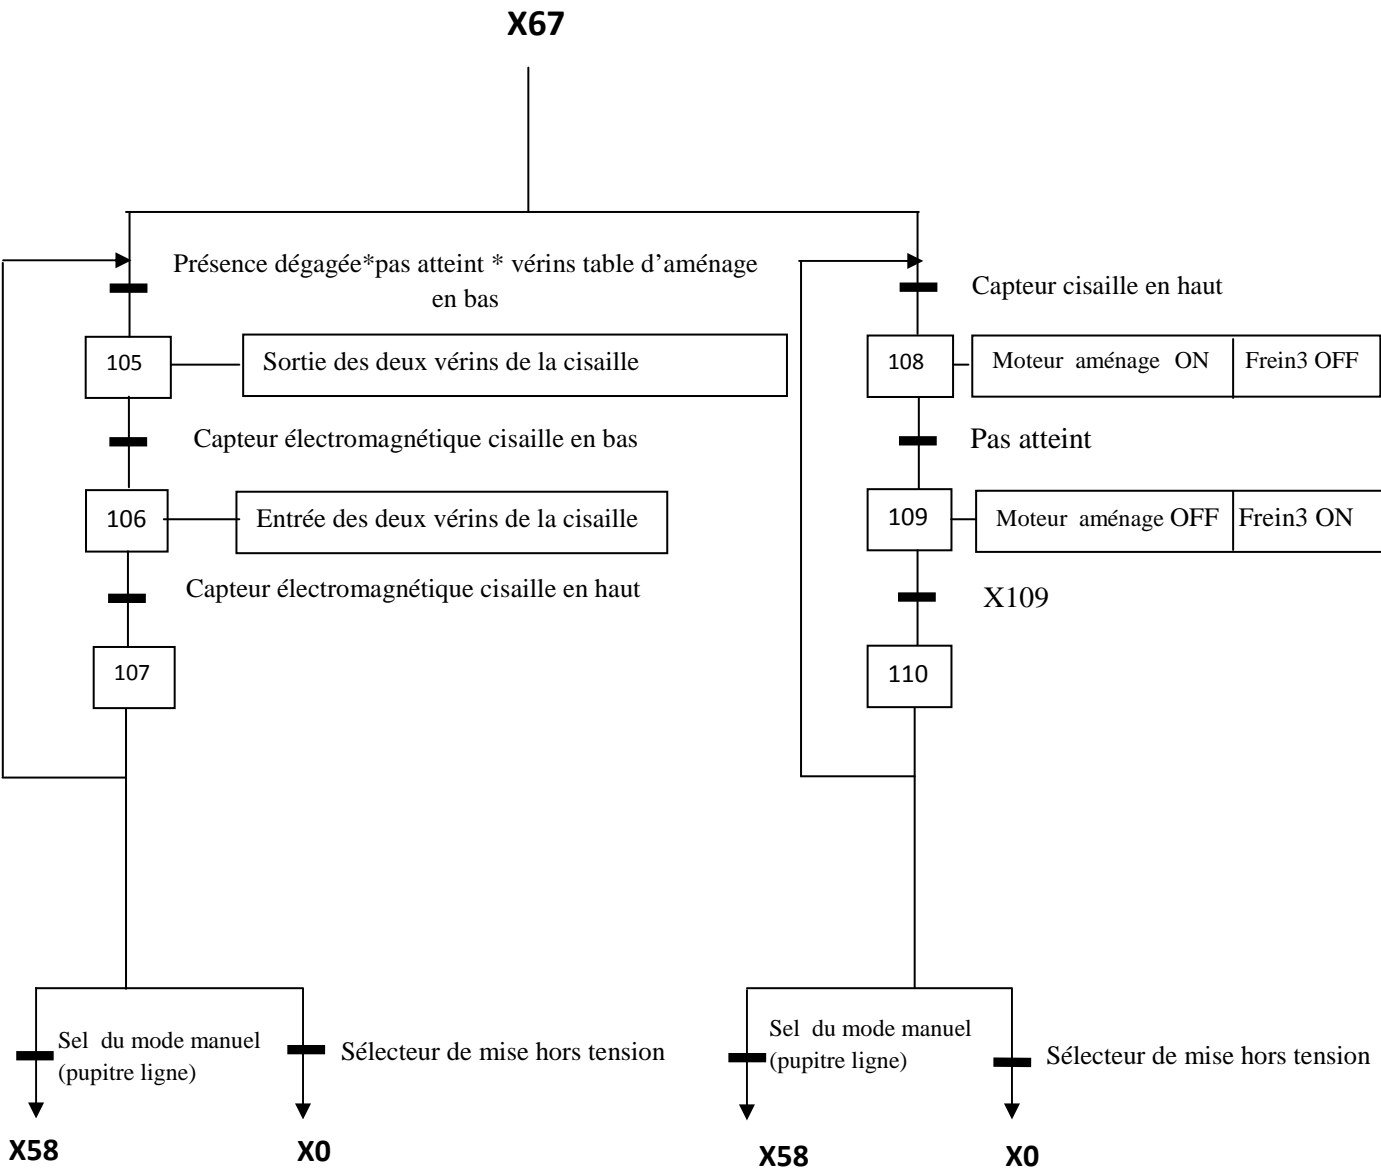 X67
Présence dégagée*pas atteint * vérins table d’aménage
en bas
105
Sortie des deux vérins de la cisaille
Capteur électromagnétique cisaille en bas
106
Entrée des deux vérins de la cisaille
Capteur électromagnétique cisaille en haut
107
Sel du mode manuel
(pupitre ligne)
Sélecteur de mise hors tension
X58
X0
Capteur cisaille en haut
108
Moteur aménage ON
Frein3 OFF
Pas atteint
109
Moteur aménage OFF
Frein3 ON
X109
110
Sel du mode manuel
(pupitre ligne)
Sélecteur de mise hors tension
X58
X0